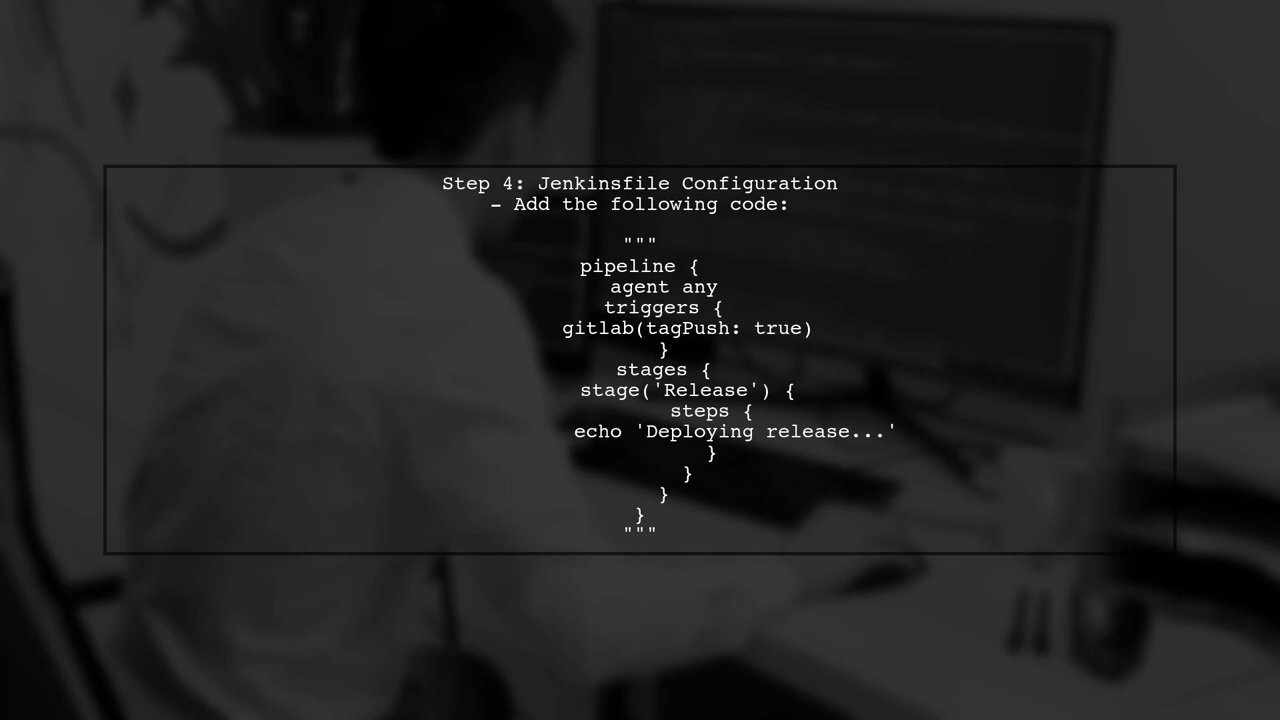 Step 4: Jenkinsfile Configuration
– Add the following code:
"""
pipeline {
agent any
triggers {
gitlab(tagPush: true)
}
stages {
stage('Release') {
steps {
echo 'Deploying release...'
}
}
}
}
"""